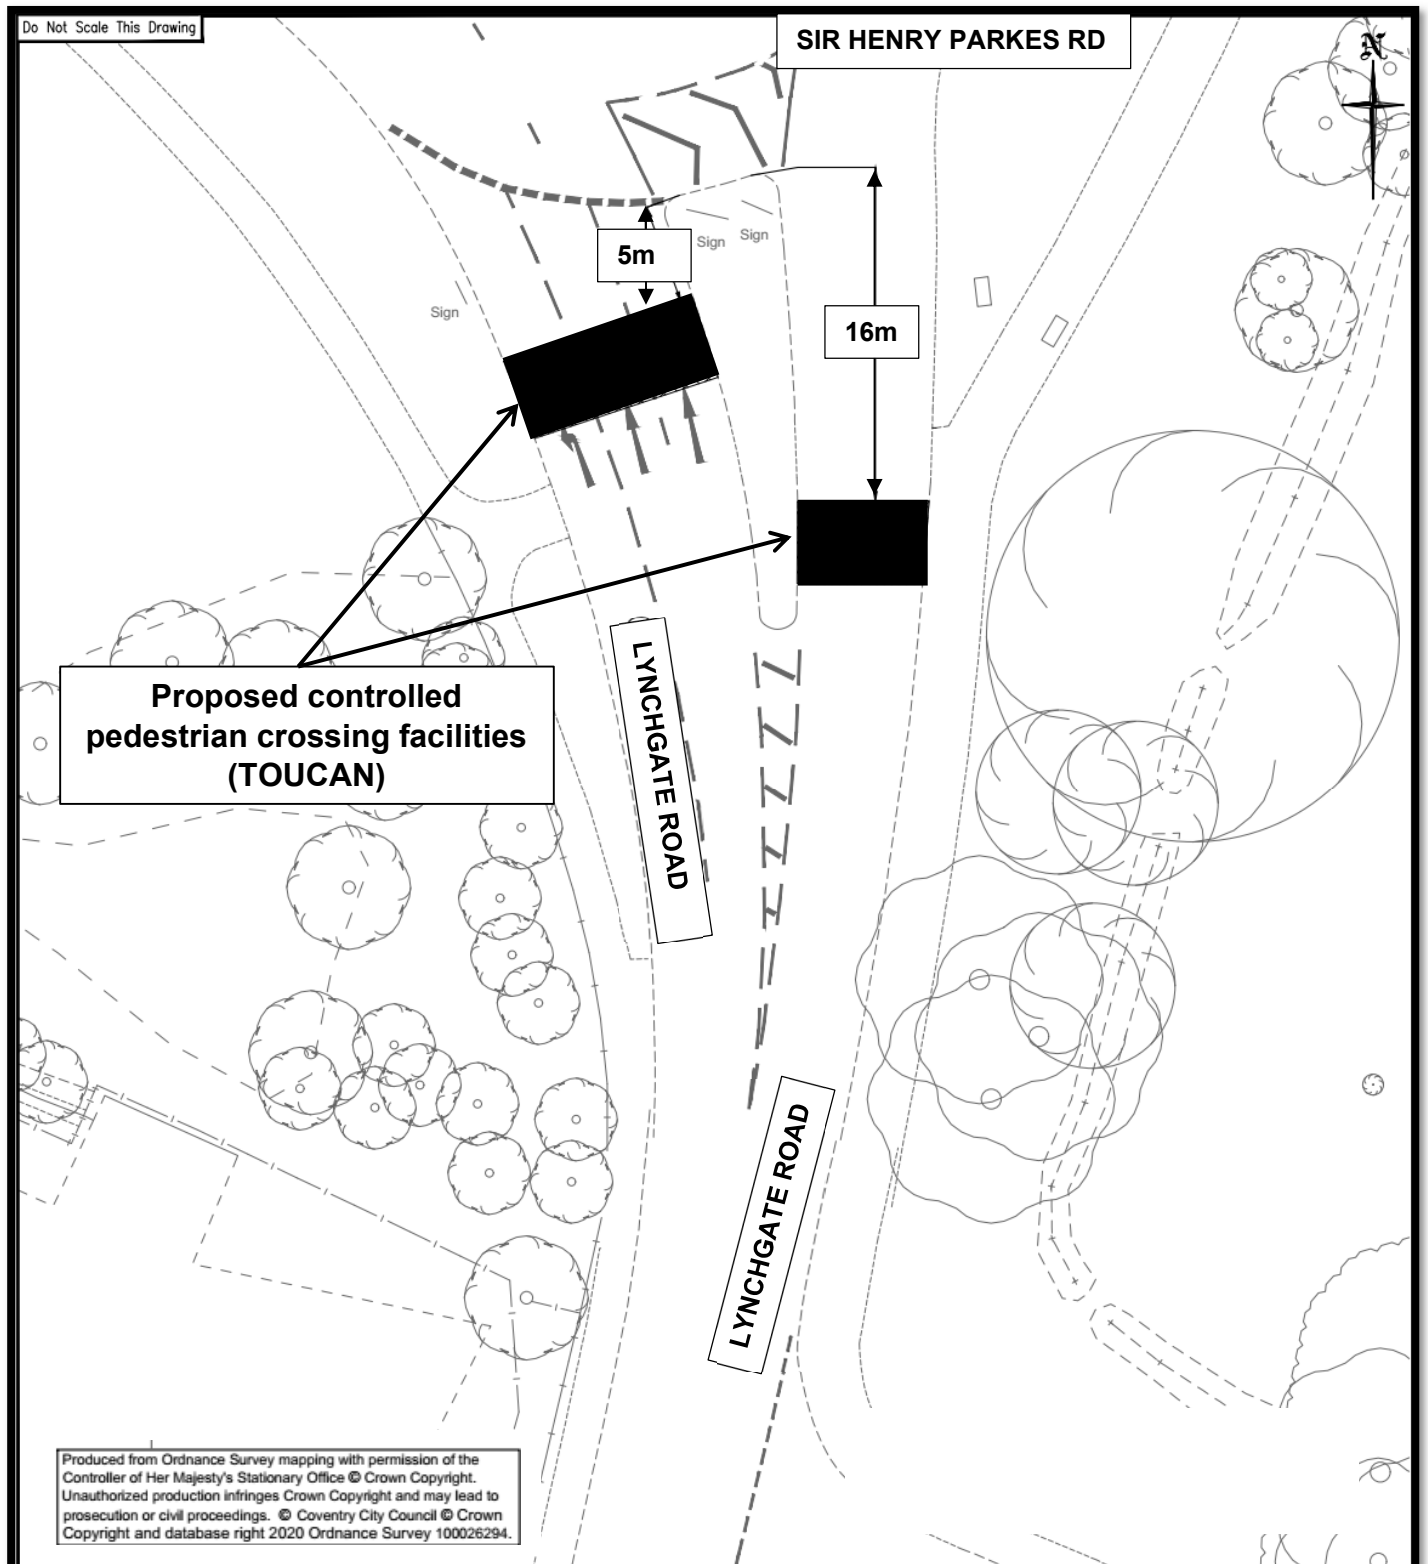 Do Not Scale This Drawing
SIR HENRY PARKES RD
N
5m
Sign
Sign
Sign
16m
Proposed controlled
pedestrian crossing facilities
(TOUCAN)
LYNCHGATE ROAD
LYNCHGATE ROAD
Produced from Ordnance Survey mapping with permission of the
Controller of Her Majesty's Stationary Office © Crown Copyright.
Unauthorized production infringes Crown Copyright and may lead to
prosecution or civil proceedings. © Coventry City Council © Crown
Copyright and database right 2020 Ordnance Survey 100026294.